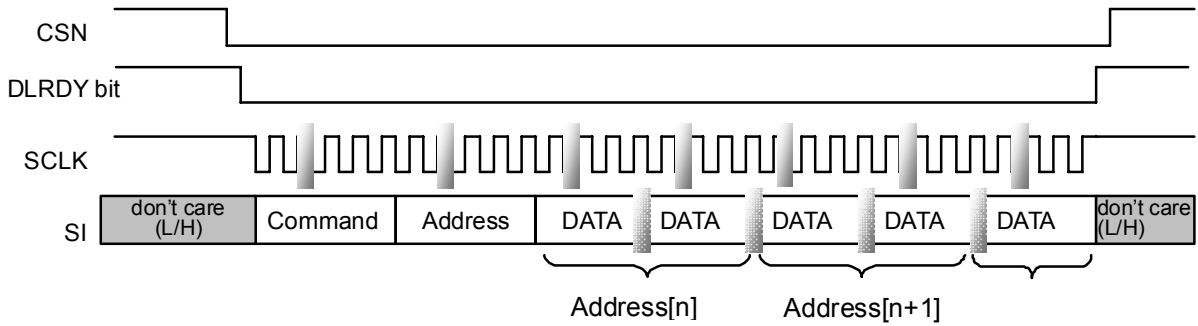 CSN
DLRDY bit
SCLK
SI
don't care
(L/H)
Command
Address
DATA
DATA
DATA
DATA
DATA
don't care
(L/H)
Address[n]
Address[n+1]